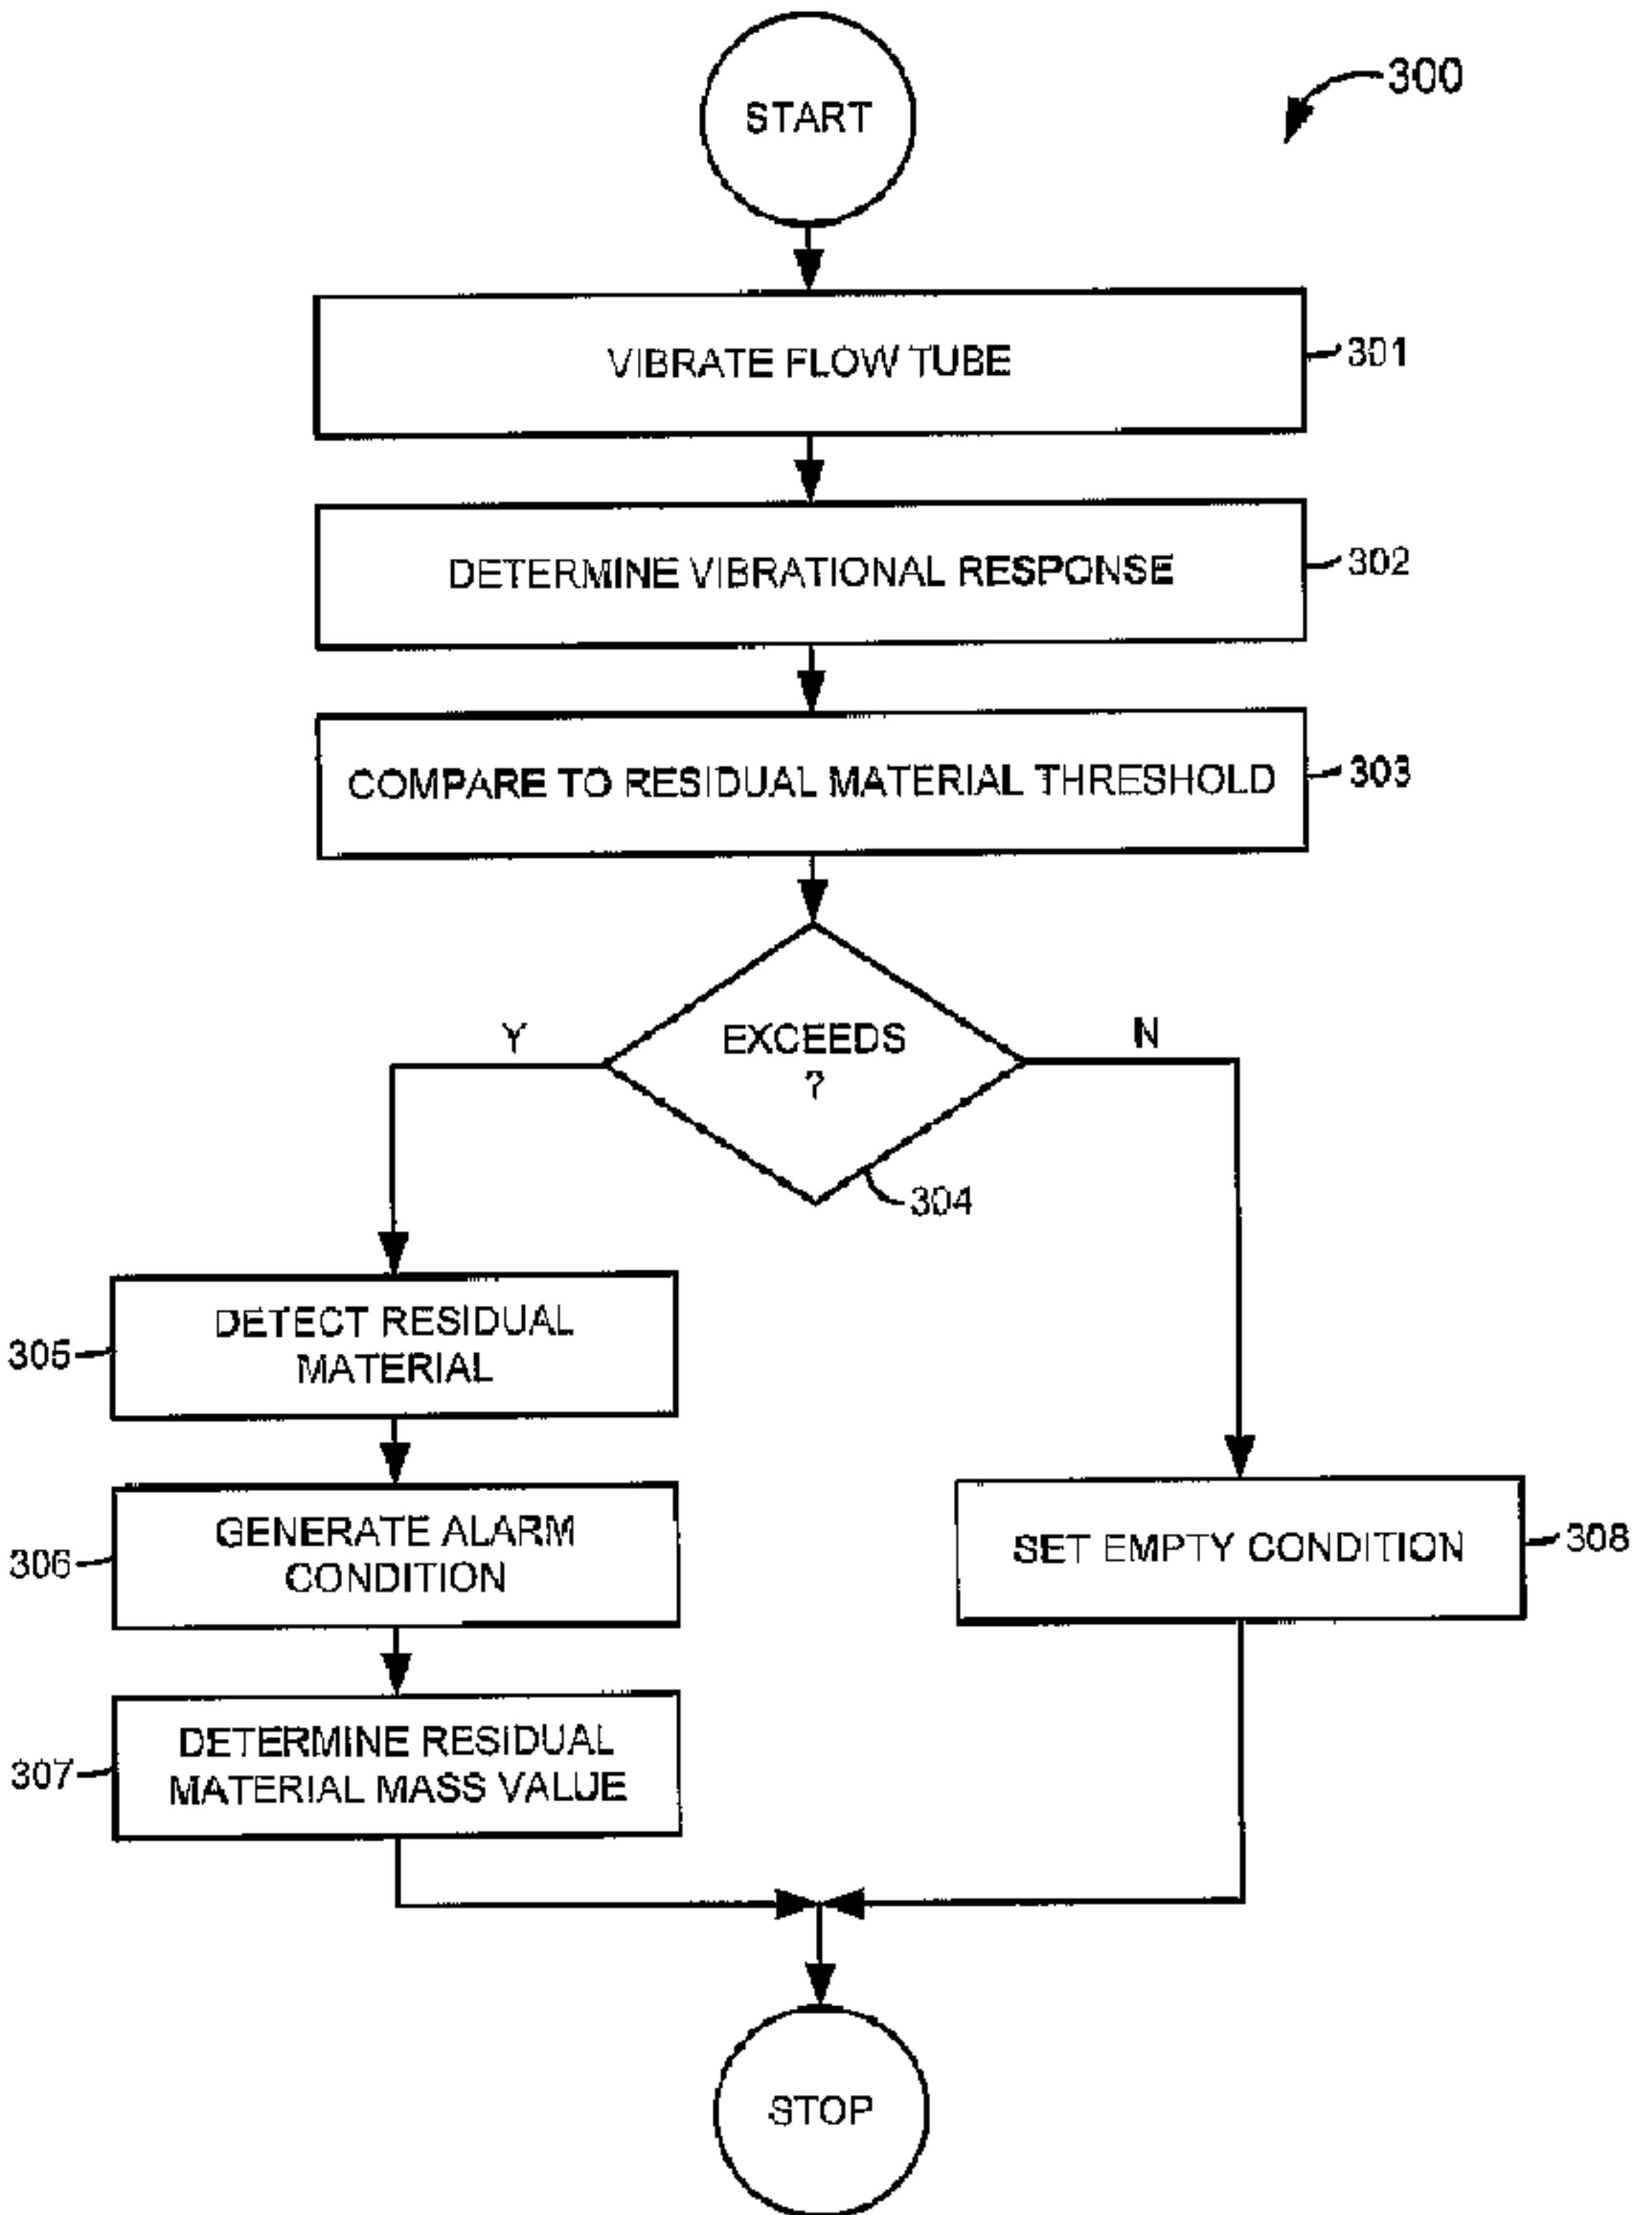 START
300
VIBRATE FLOW TUBE
301
DETERMINE VIBRATIONAL RESPONSE
302
COMPARE TO RESIDUAL MATERIAL THRESHOLD
303
Y
EXCEEDS
?
N
304
DETECT RESIDUAL
MATERIAL
305
GENERATE ALARM
CONDITION
306
SET EMPTY CONDITION
308
DETERMINE RESIDUAL
MATERIAL MASS VALUE
307
STOP